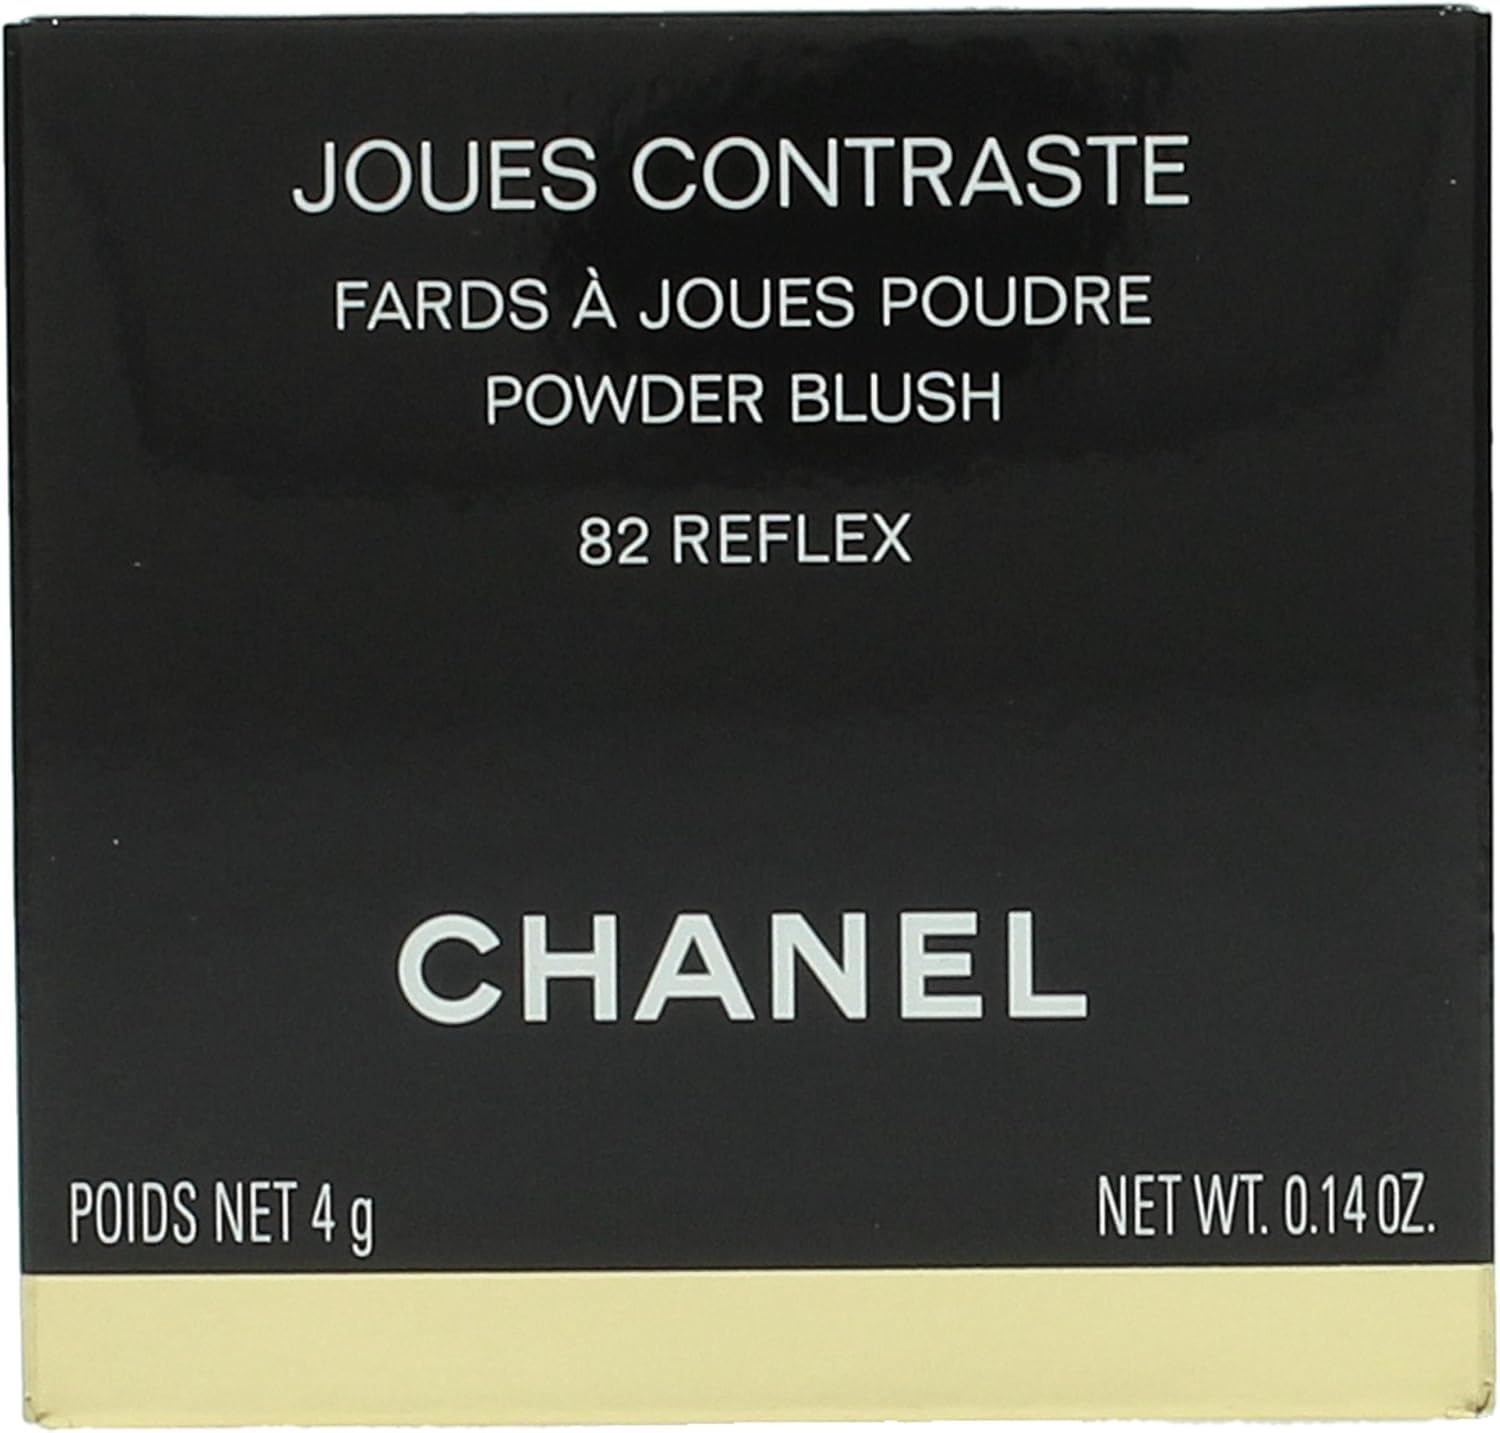 JOUES CONTRASTE
FARDS À JOUES POUDRE
POWDER BLUSH
82 REFLEX
CHANEL
POIDS NET 4 g
NET WT. 0.14 OZ.